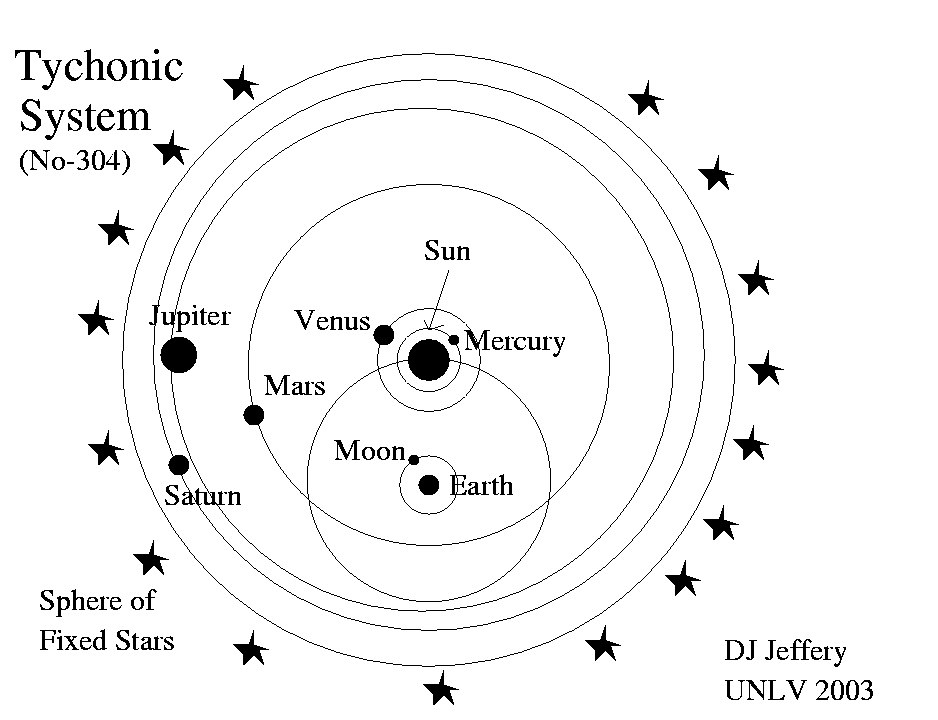 Tychonic
System
(No-304)
Sun
Jupiter
Venus
Mercury
Mars
Moon
Earth
Saturn
Sphere of
Fixed Stars
DJ Jeffery
UNLV 2003